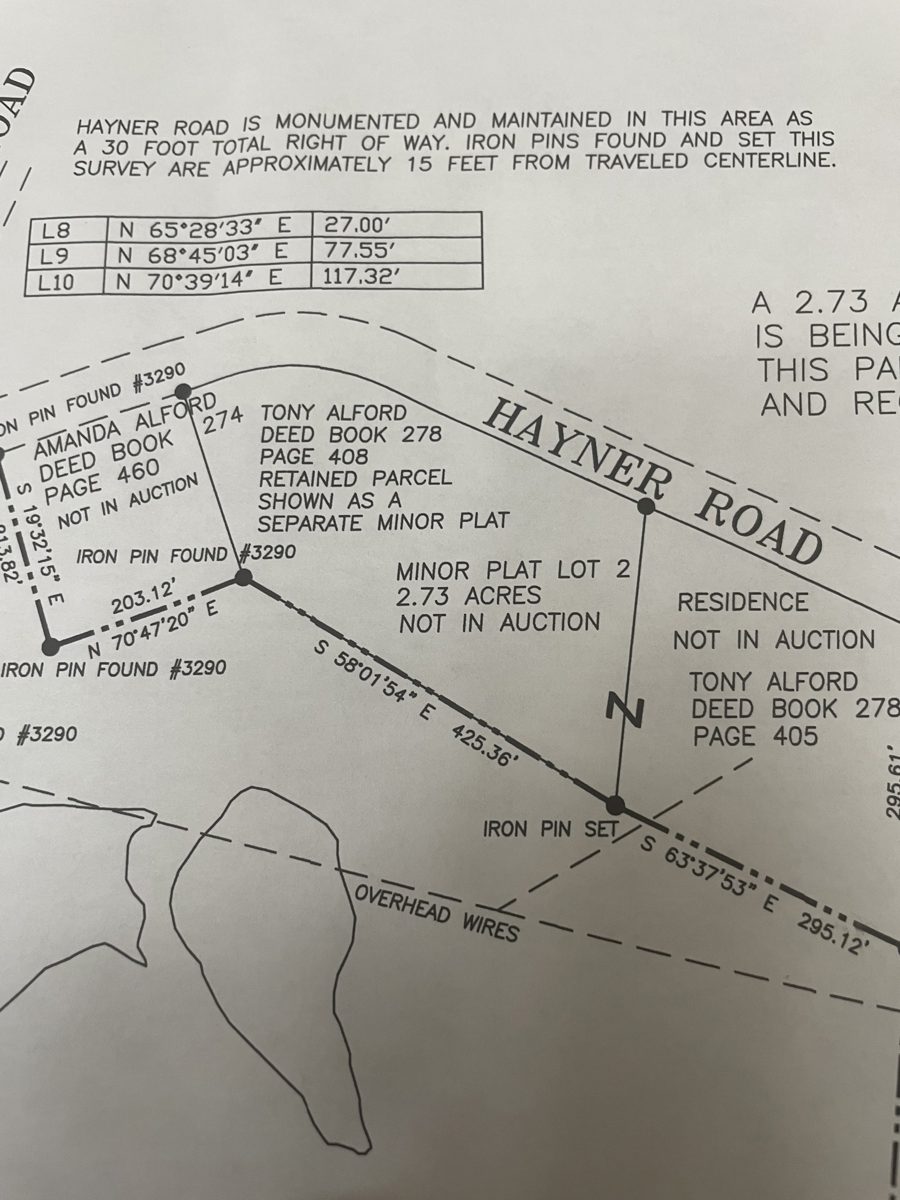 OAD
HAYNER ROAD IS MONUMENTED AND MAINTAINED IN THIS AREA AS
A 30 FOOT TOTAL RIGHT OF WAY. IRON PINS FOUND AND SET THIS
SURVEY ARE APPROXIMATELY 15 FEET FROM TRAVELED CENTERLINE.
L8 N 65°28'33" E 27.00'
L9 N 68°45'03" E 77.55'
L10 N 70°39'14" E 117.32'
A 2.73 A
IS BEING
THIS PA
AND RE
ON PIN FOUND #3290
AMANDA ALFORD
DEED BOOK 274
PAGE 460
NOT IN AUCTION
TONY ALFORD
DEED BOOK 278
PAGE 408
RETAINED PARCEL
SHOWN AS A
SEPARATE MINOR PLAT
HAYNER ROAD
S 19°32'15" E
213.82'
IRON PIN FOUND #3290
203.12'
N 70°47'20" E
IRON PIN FOUND #3290
MINOR PLAT LOT 2
2.73 ACRES
NOT IN AUCTION
RESIDENCE
NOT IN AUCTION
TONY ALFORD
DEED BOOK 278
PAGE 405
S 58°01'54" E 425.36'
Z
#3290
295.61'
IRON PIN SET
S 63°37'53" E 295.12'
OVERHEAD WIRES